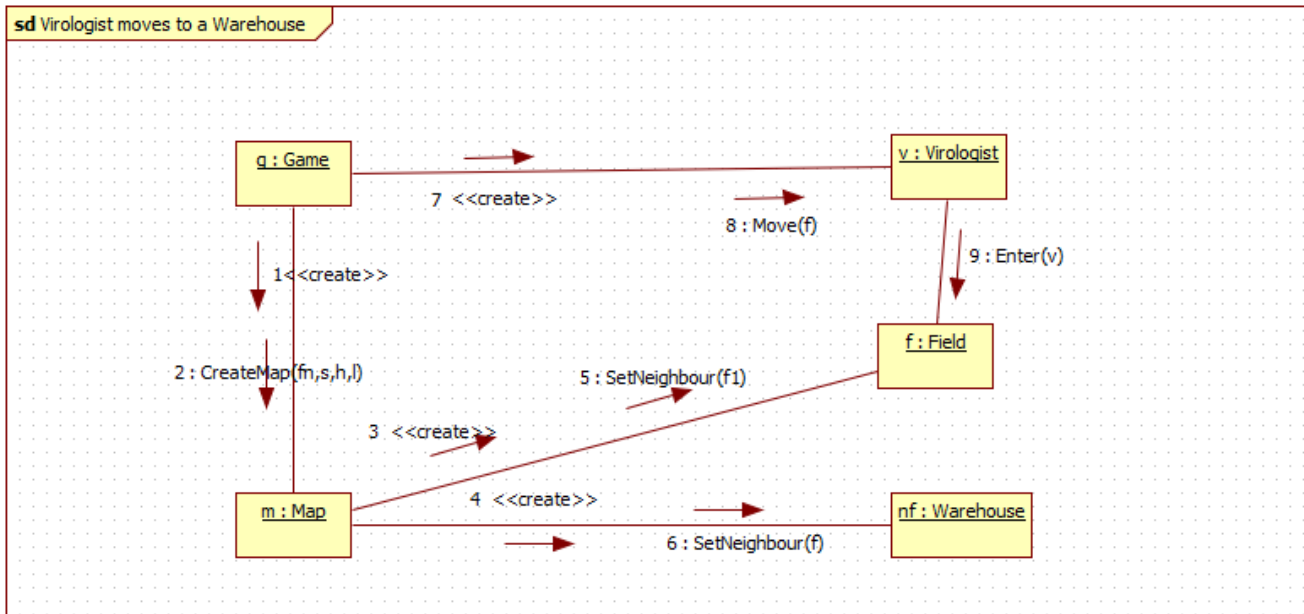 sd Virologist moves to a Warehouse
g : Game
v : Virologist
7 <<create>>
8 : Move(f)
1<<create>>
9 : Enter(v)
f : Field
2 : CreateMap(fn,s,h,l)
5 : SetNeighbour(f1)
3 <<create>>
4 <<create>>
m : Map
nf : Warehouse
6 : SetNeighbour(f)